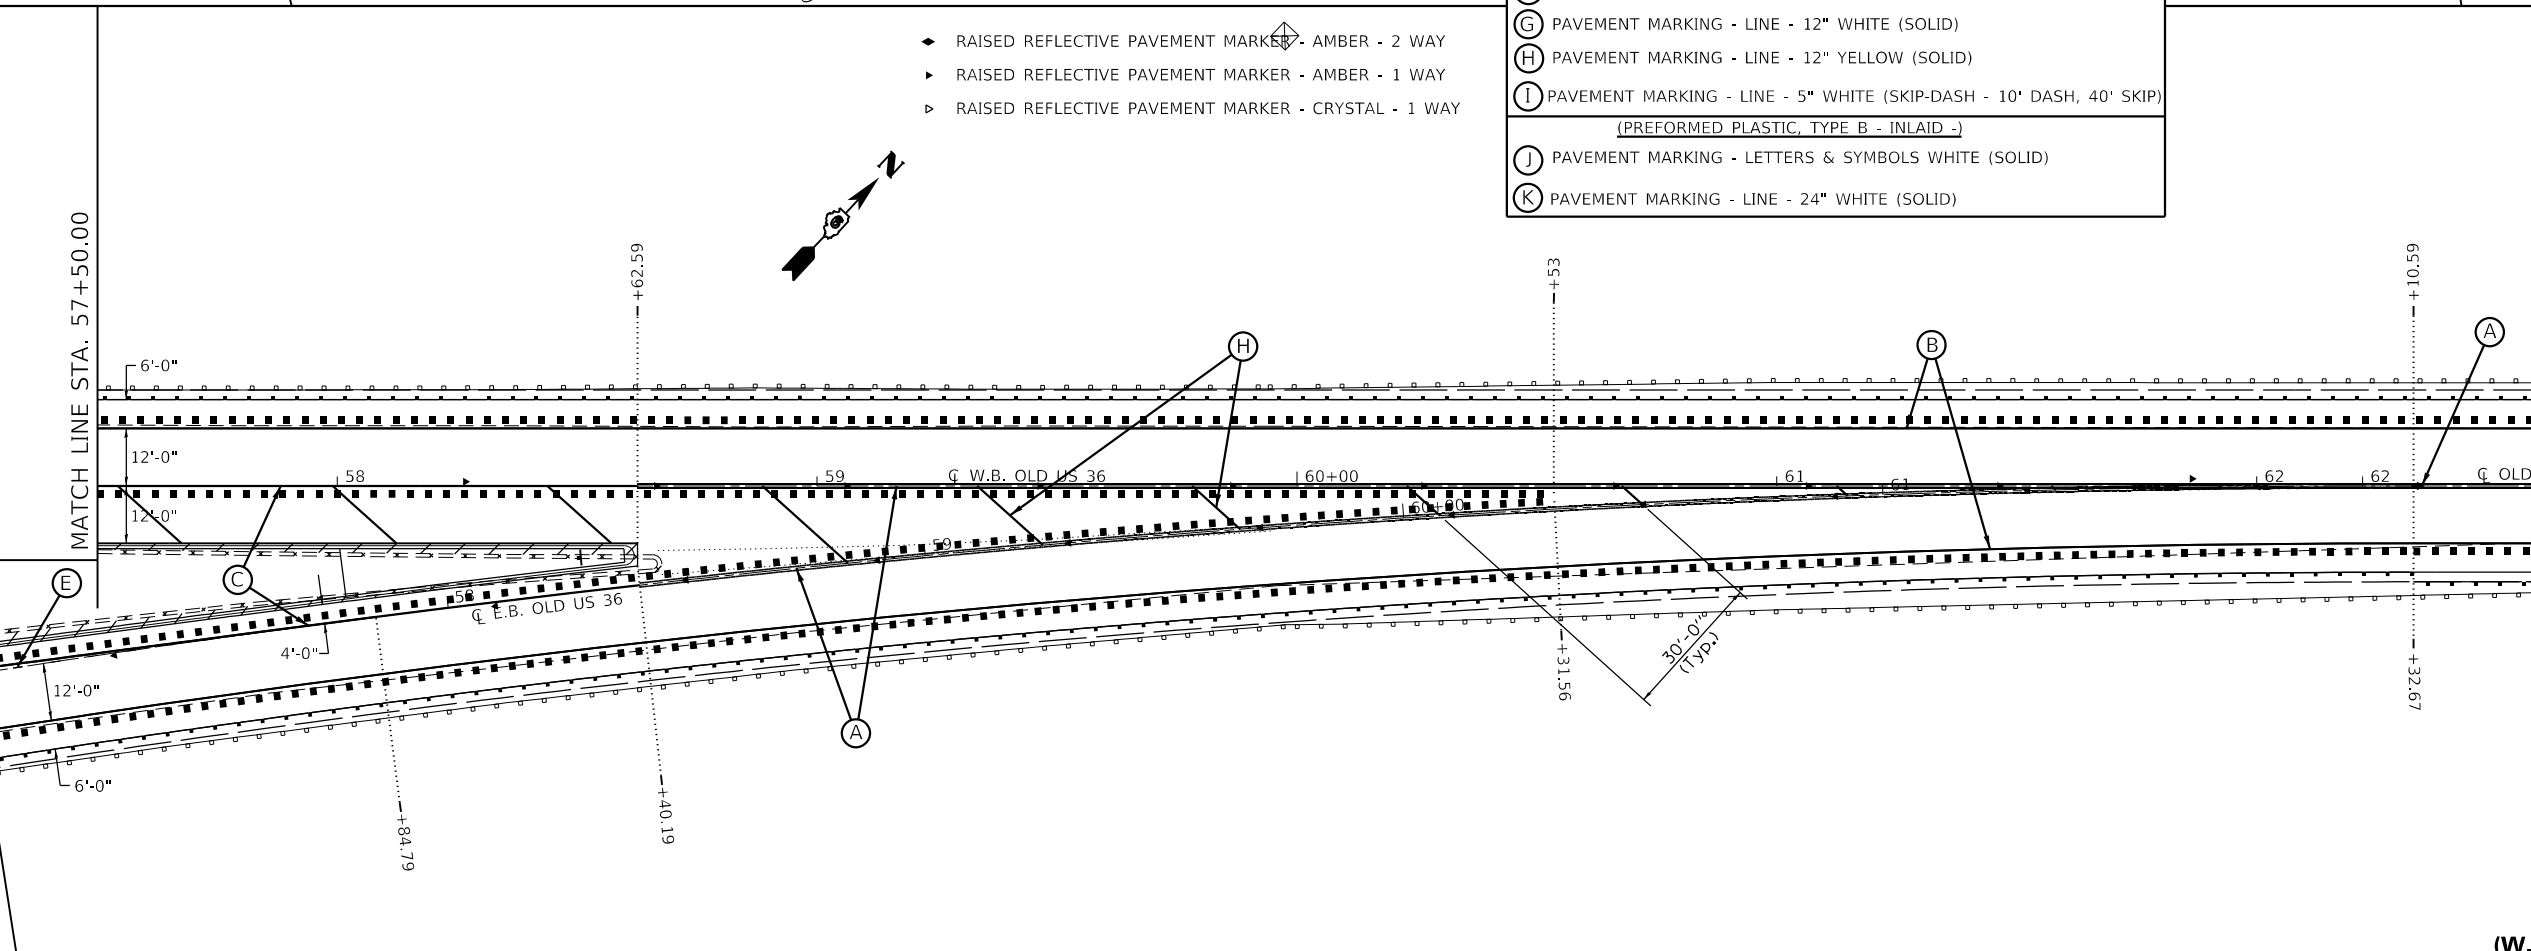 RAISED REFLECTIVE PAVEMENT MARKER - AMBER - 2 WAY
RAISED REFLECTIVE PAVEMENT MARKER - AMBER - 1 WAY
RAISED REFLECTIVE PAVEMENT MARKER - CRYSTAL - 1 WAY
G PAVEMENT MARKING - LINE - 12" WHITE (SOLID)
H PAVEMENT MARKING - LINE - 12" YELLOW (SOLID)
I PAVEMENT MARKING - LINE - 5" WHITE (SKIP-DASH - 10' DASH, 40' SKIP)
(PREFORMED PLASTIC, TYPE B - INLAID -)
J PAVEMENT MARKING - LETTERS & SYMBOLS WHITE (SOLID)
K PAVEMENT MARKING - LINE - 24" WHITE (SOLID)
N
MATCH LINE STA. 57+50.00
+62.59
+53
+10.59
H
B
A
6'-0"
12'-0"
58
59
℄ W.B. OLD US 36
60+00
61
62
62
℄ OLD
61
60+00
12'-0"
59
E
C
58
℄ E.B. OLD US 36
4'-0"
12'-0"
30'-0"
(Typ.)
+31.56
+32.67
A
6'-0"
+84.79
+40.19
(W.